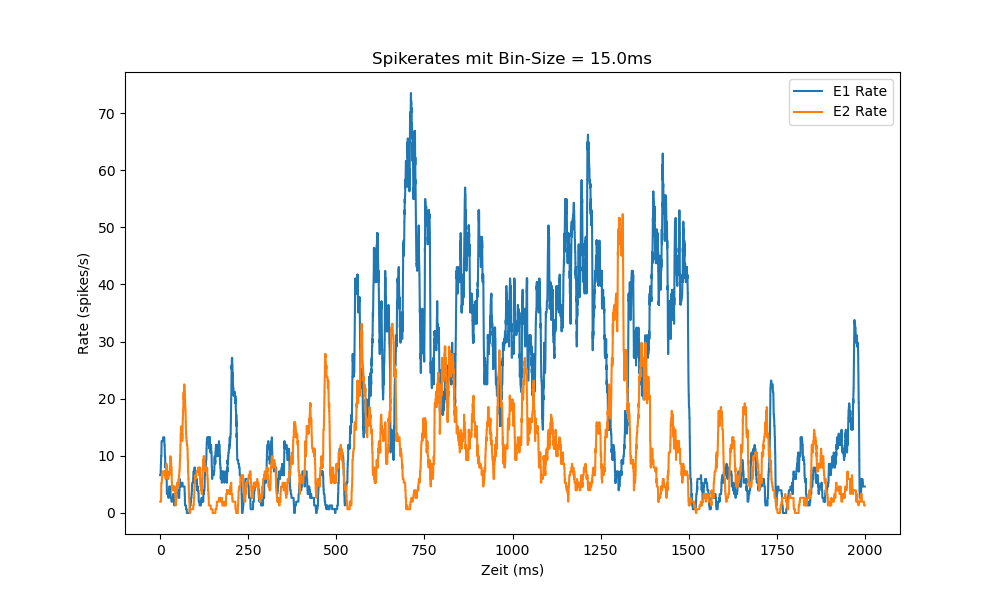 Spikerates mit Bin-Size = 15.0ms
E1 Rate
E2 Rate
Rate (spikes/s)
70
60
50
40
30
20
10
0
0 250 500 750 1000 1250 1500 1750 2000
Zeit (ms)